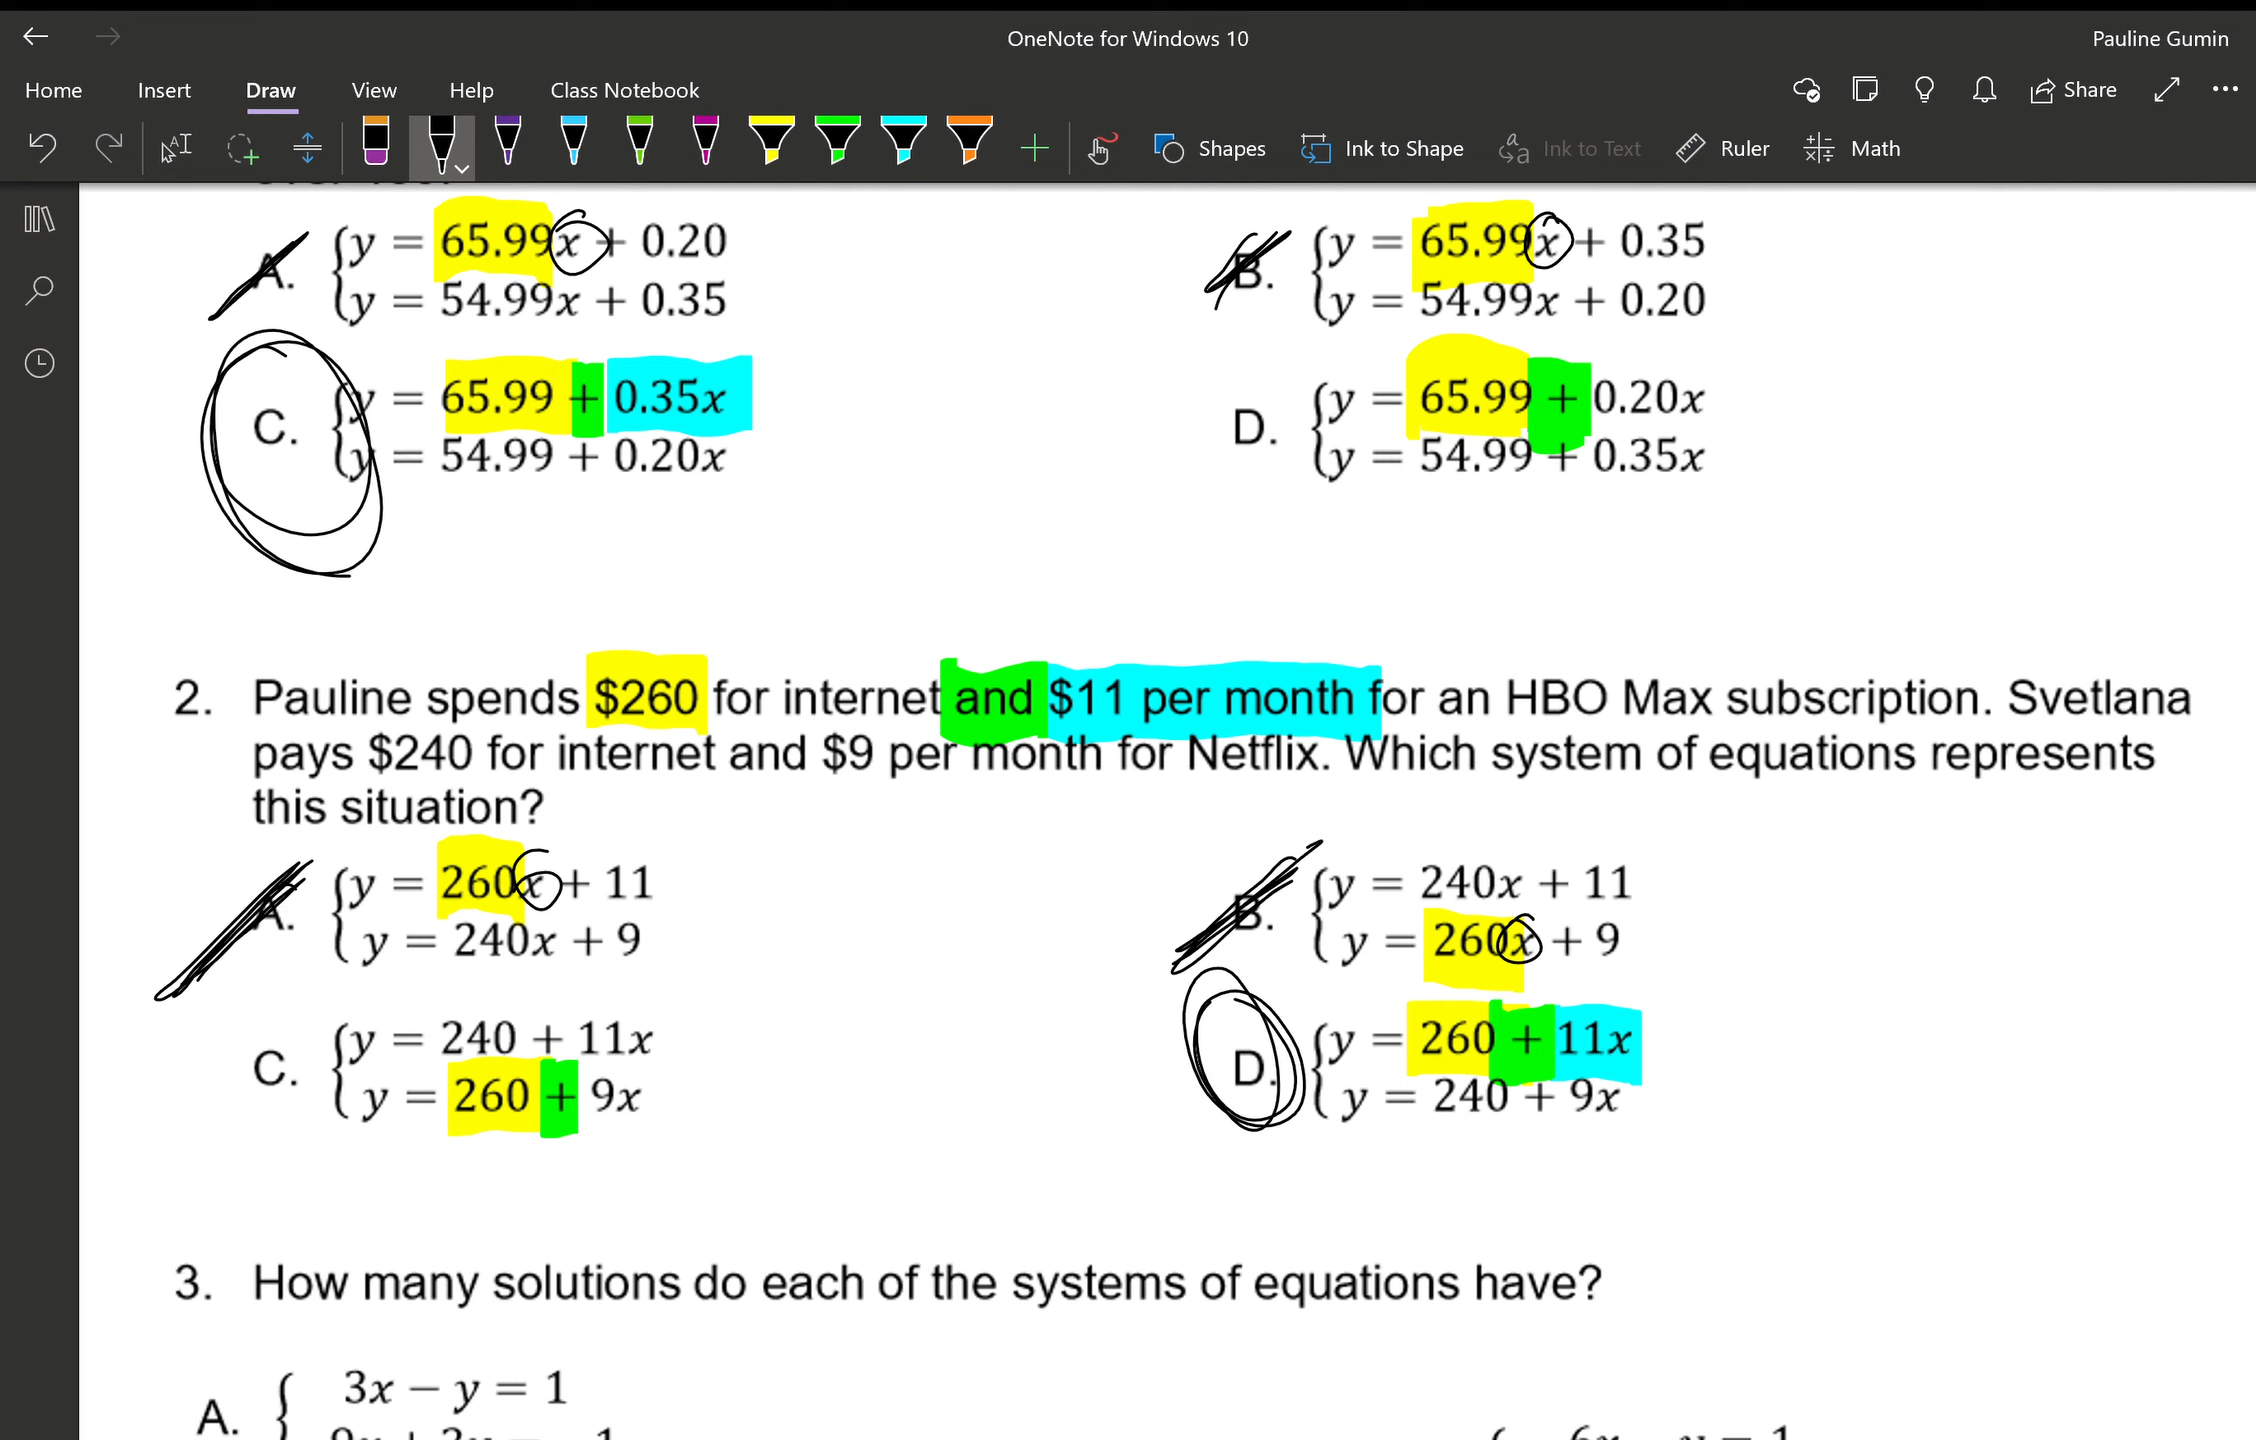 OneNote for Windows 10
Pauline Gumin
Home Insert Draw View Help Class Notebook Share
Shapes Ink to Shape Ink to Text Ruler Math
A. y = 65.99x + 0.20
y = 54.99x + 0.35
B. y = 65.99x + 0.35
y = 54.99x + 0.20
C. y = 65.99 + 0.35x
y = 54.99 + 0.20x
D. y = 65.99 + 0.20x
y = 54.99 + 0.35x
2. Pauline spends $260 for internet and $11 per month for an HBO Max subscription. Svetlana
pays $240 for internet and $9 per month for Netflix. Which system of equations represents
this situation?
A. y = 260x + 11
y = 240x + 9
B. y = 240x + 11
y = 260x + 9
C. y = 240 + 11x
y = 260 + 9x
D. y = 260 + 11x
y = 240 + 9x
3. How many solutions do each of the systems of equations have?
A. 3x − y = 1